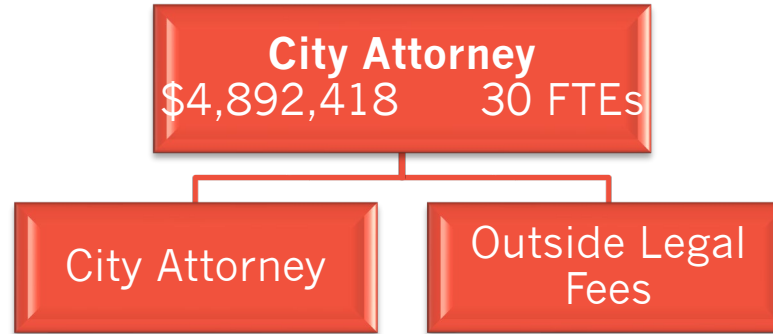 City Attorney
$4,892,418 30 FTEs
City Attorney
Outside Legal
Fees